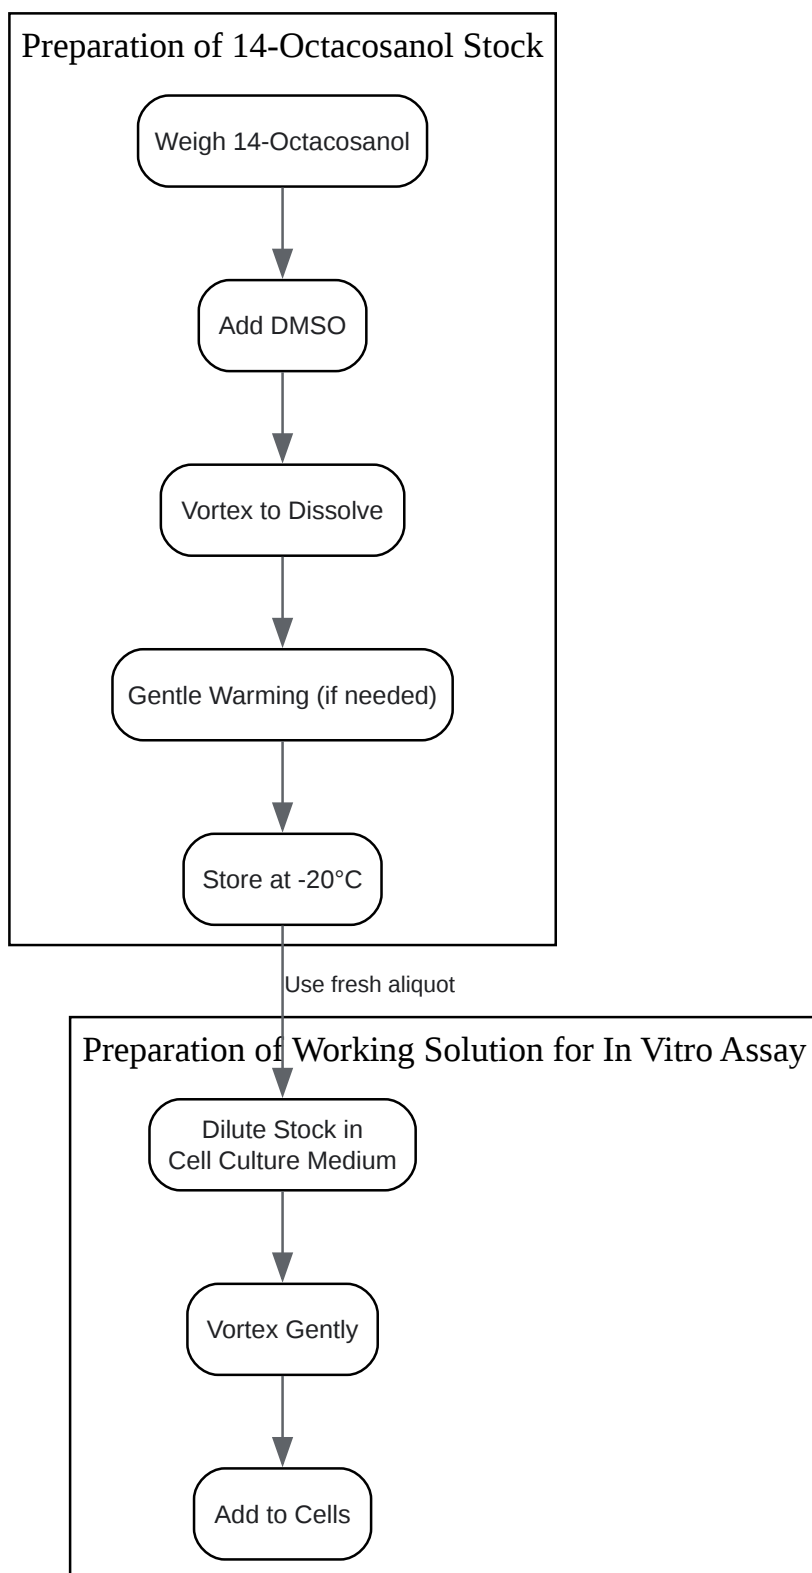 Preparation of 14-Octacosanol Stock
Weigh 14-Octacosanol
Add DMSO
Vortex to Dissolve
Gentle Warming (if needed)
Store at -20°C
Use fresh aliquot
Preparation of Working Solution for In Vitro Assay
Dilute Stock in
Cell Culture Medium
Vortex Gently
Add to Cells